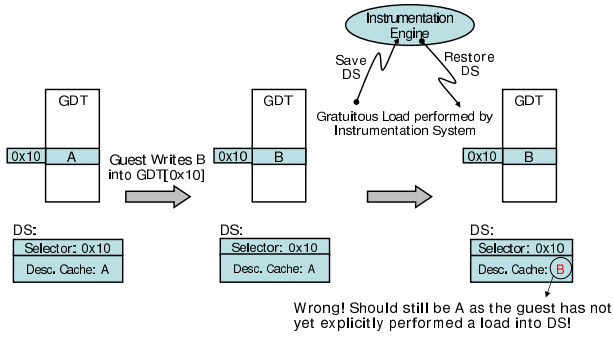 Instrumentation
Engine
Save
DS
Restore
DS
Gratuitous Load performed by
Instrumentation System
GDT
0x10
A
Guest Writes B
into GDT[0x10]
GDT
0x10
B
GDT
0x10
B
DS:
Selector: 0x10
Desc. Cache: A
DS:
Selector: 0x10
Desc. Cache: A
DS:
Selector: 0x10
Desc. Cache: B
Wrong! Should still be A as the guest has not
yet explicitly performed a load into DS!